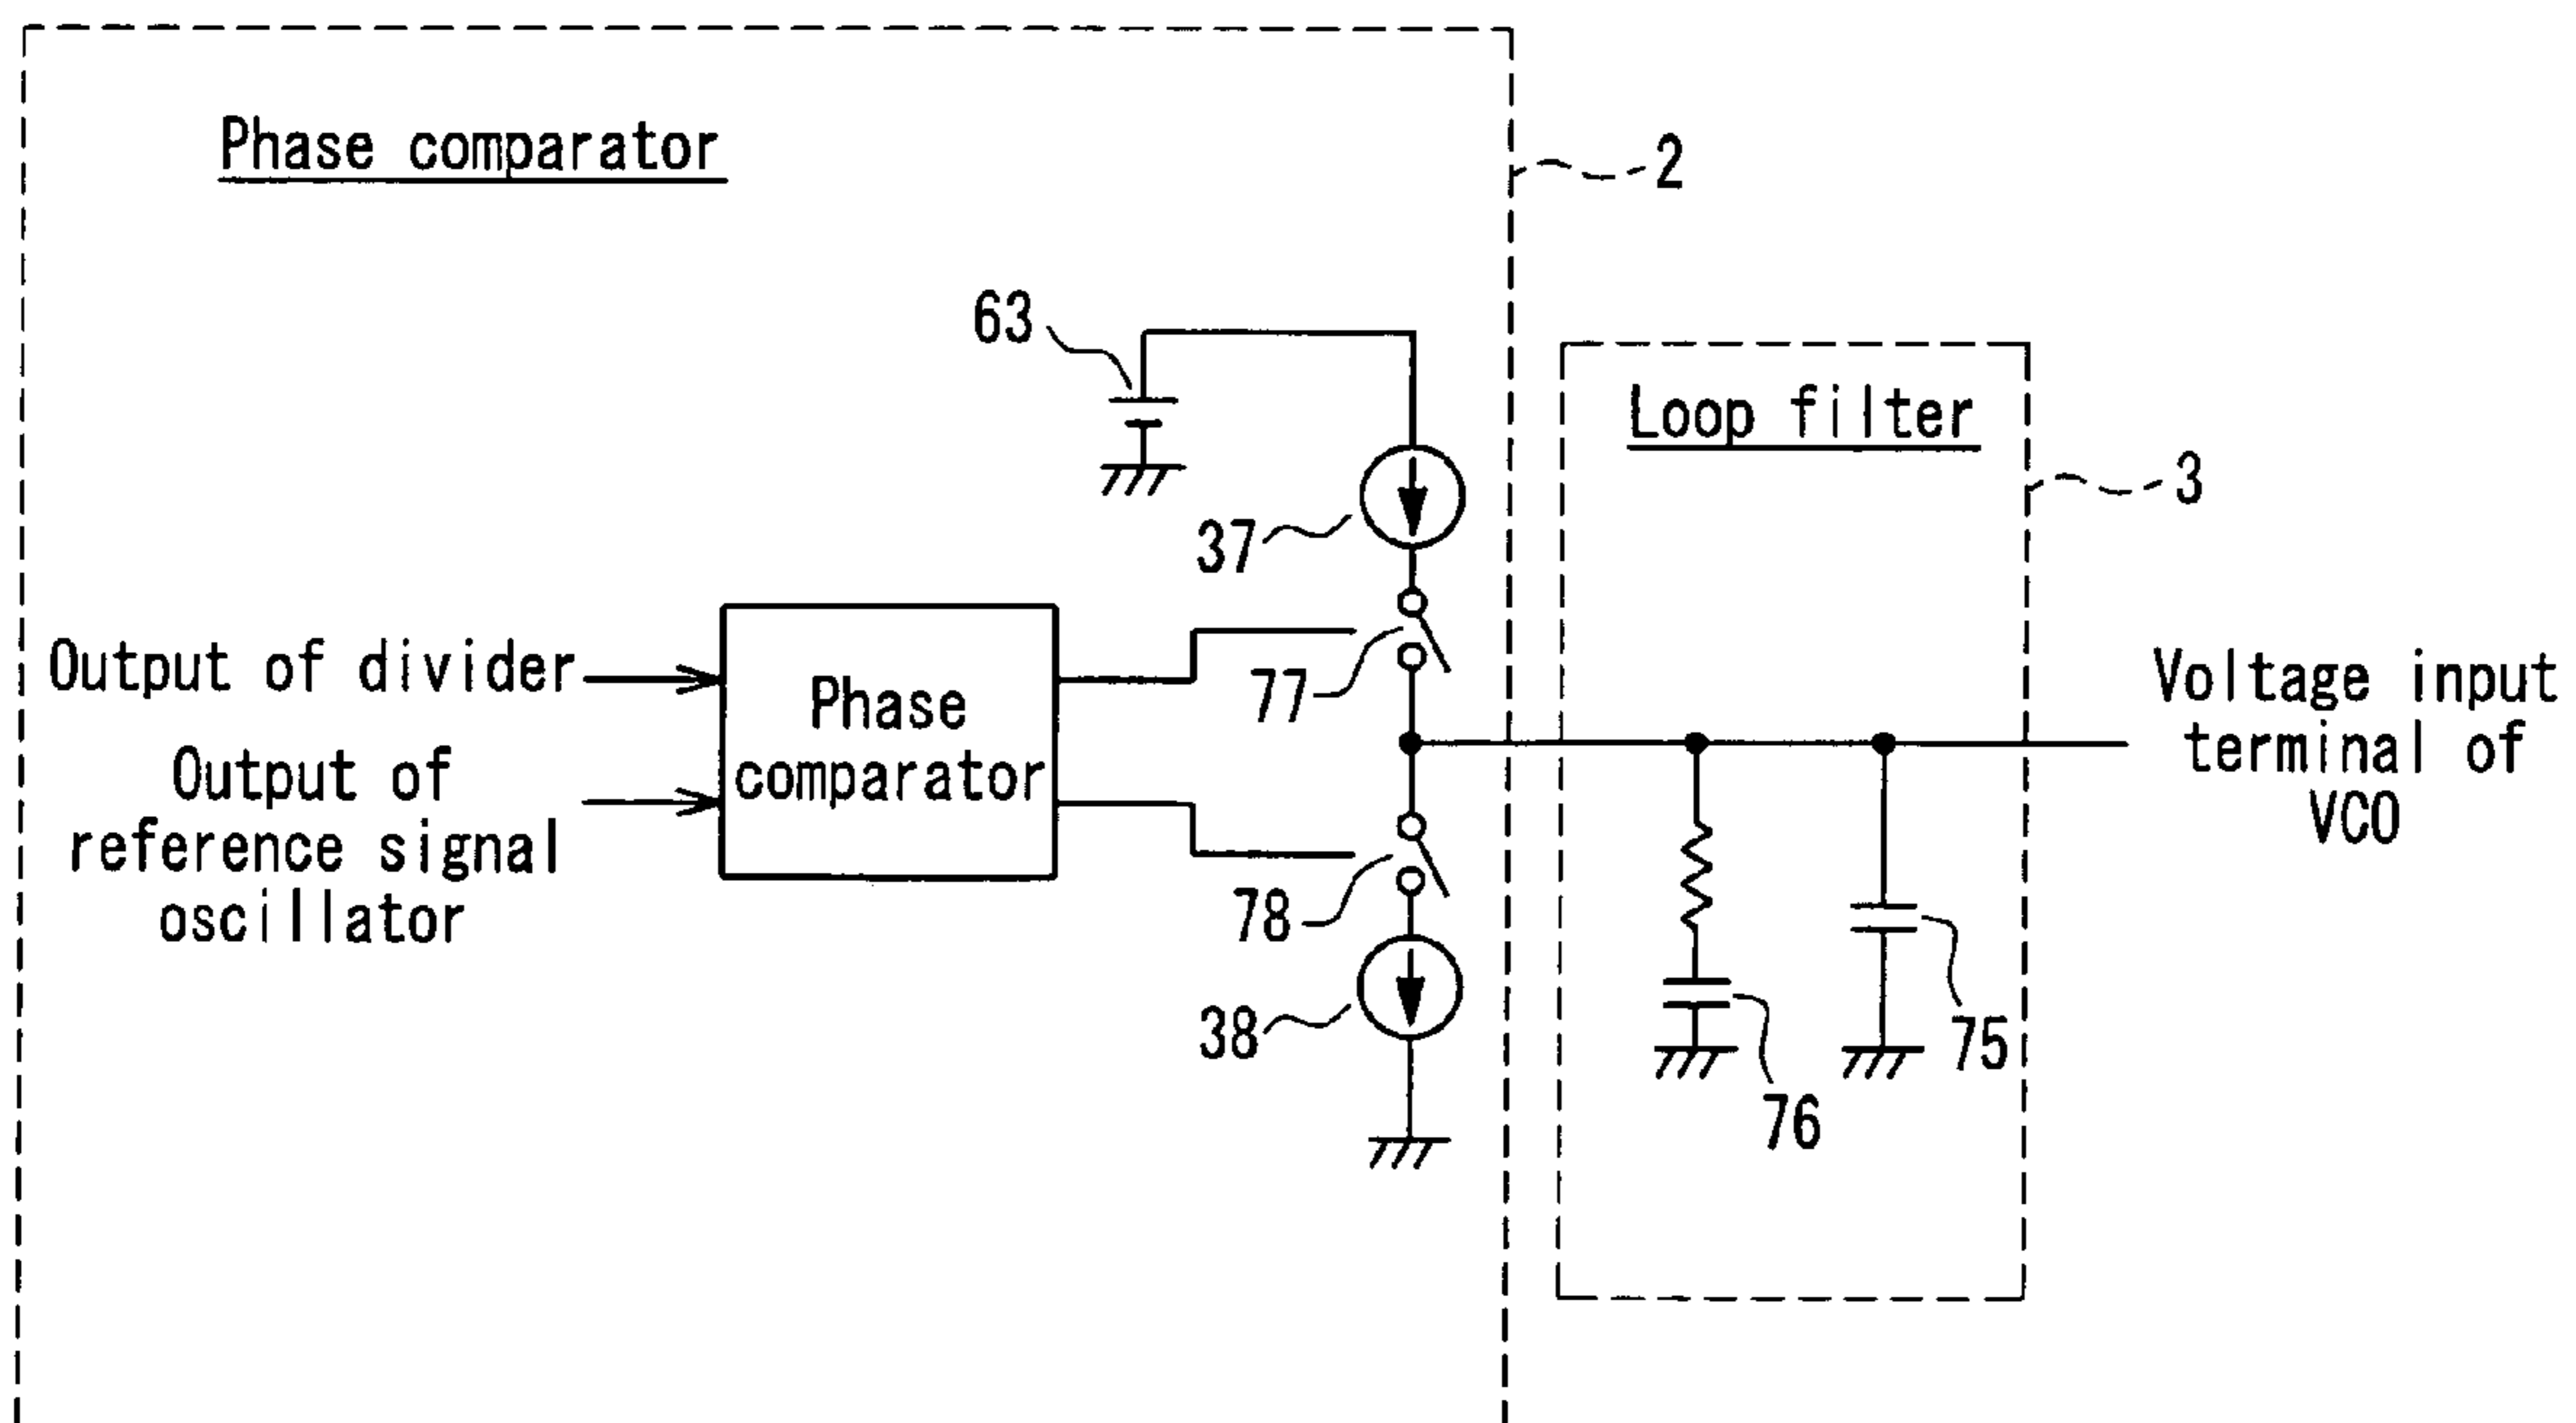 Phase comparator
2
63
Loop filter
3
37
Output of divider
77
Phase
comparator
Voltage input
terminal of
VCO
Output of
reference signal
oscillator
78
38
75
76